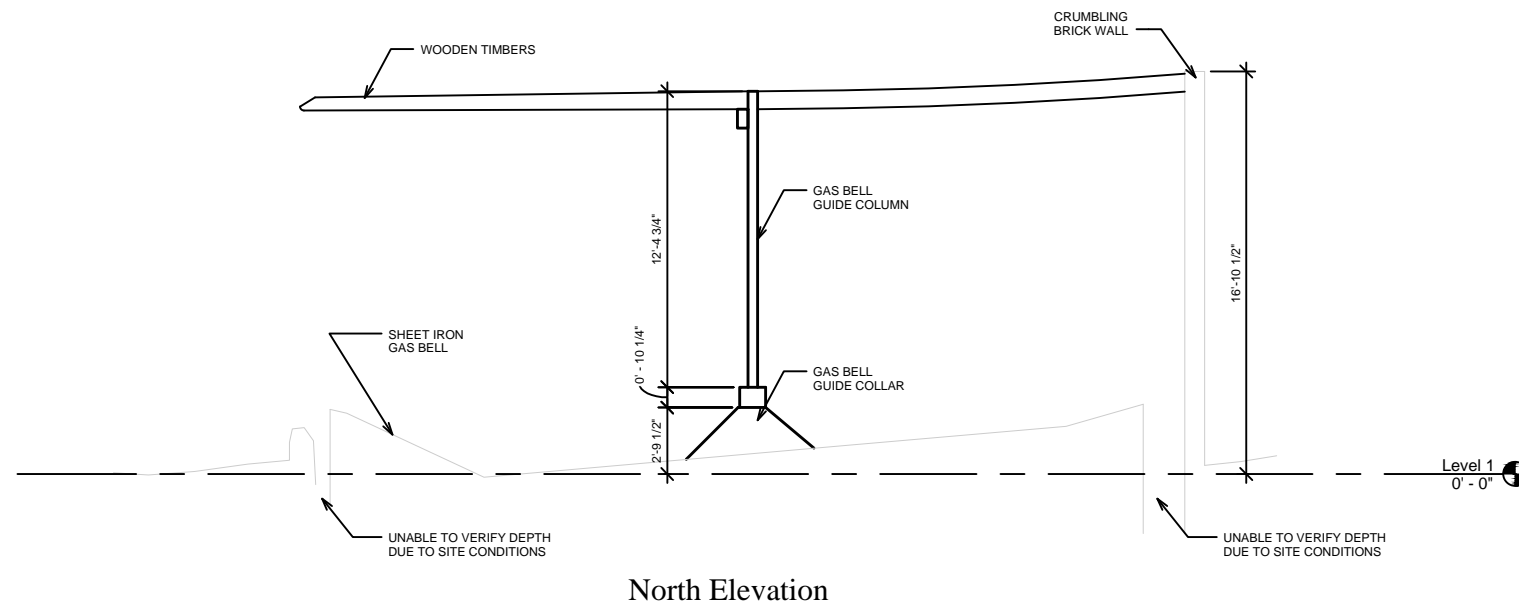 CRUMBLING
BRICK WALL
WOODEN TIMBERS
GAS BELL
GUIDE COLUMN
12'-4 3/4"
16'-10 1/2"
SHEET IRON
GAS BELL
0' - 10 1/4"
GAS BELL
GUIDE COLLAR
2'-9 1/2"
Level 1
0' - 0"
UNABLE TO VERIFY DEPTH
DUE TO SITE CONDITIONS
UNABLE TO VERIFY DEPTH
DUE TO SITE CONDITIONS
North Elevation